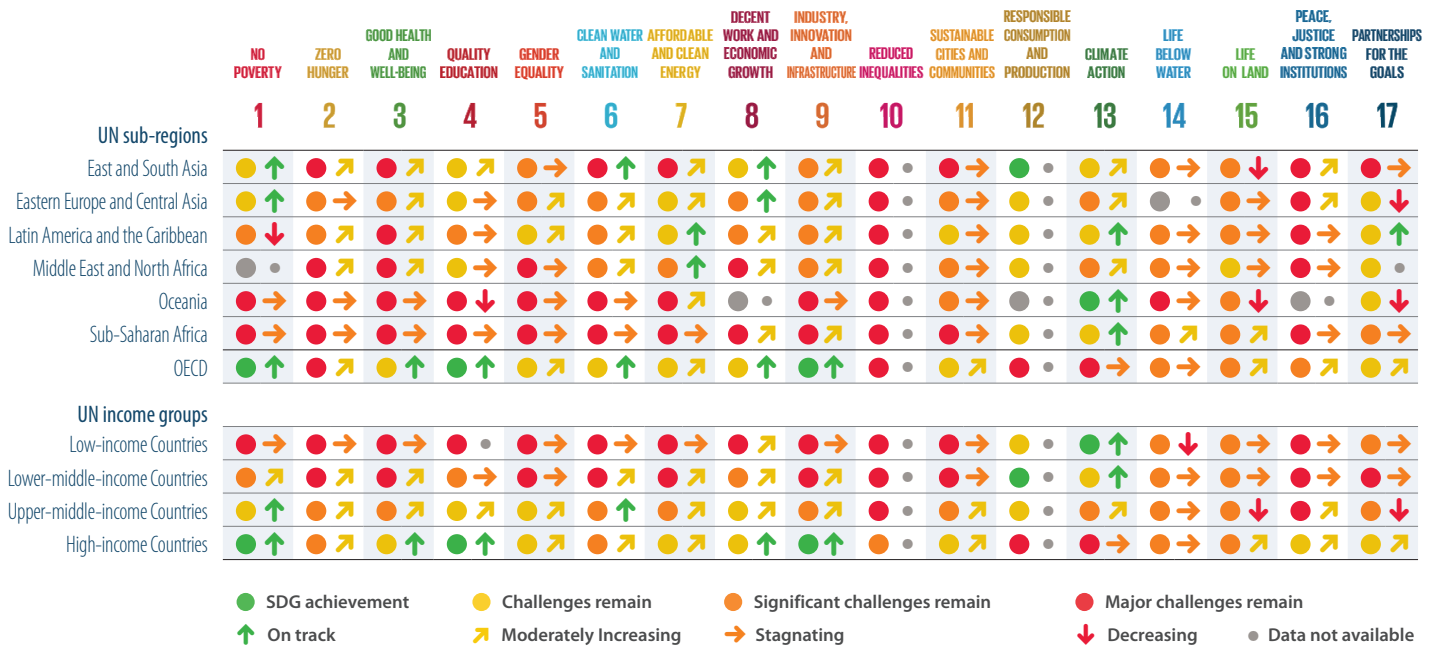 NO POVERTY
ZERO HUNGER
GOOD HEALTH AND WELL-BEING
QUALITY EDUCATION
GENDER EQUALITY
CLEAN WATER AND SANITATION
AFFORDABLE AND CLEAN ENERGY
DECENT WORK AND ECONOMIC GROWTH
INDUSTRY, INNOVATION AND INFRASTRUCTURE
REDUCED INEQUALITIES
SUSTAINABLE CITIES AND COMMUNITIES
RESPONSIBLE CONSUMPTION AND PRODUCTION
CLIMATE ACTION
LIFE BELOW WATER
LIFE ON LAND
PEACE, JUSTICE AND STRONG INSTITUTIONS
PARTNERSHIPS FOR THE GOALS
1 2 3 4 5 6 7 8 9 10 11 12 13 14 15 16 17
UN sub-regions
East and South Asia
Eastern Europe and Central Asia
Latin America and the Caribbean
Middle East and North Africa
Oceania
Sub-Saharan Africa
OECD
UN income groups
Low-income Countries
Lower-middle-income Countries
Upper-middle-income Countries
High-income Countries
SDG achievement Challenges remain Significant challenges remain Major challenges remain
On track Moderately Increasing Stagnating Decreasing Data not available